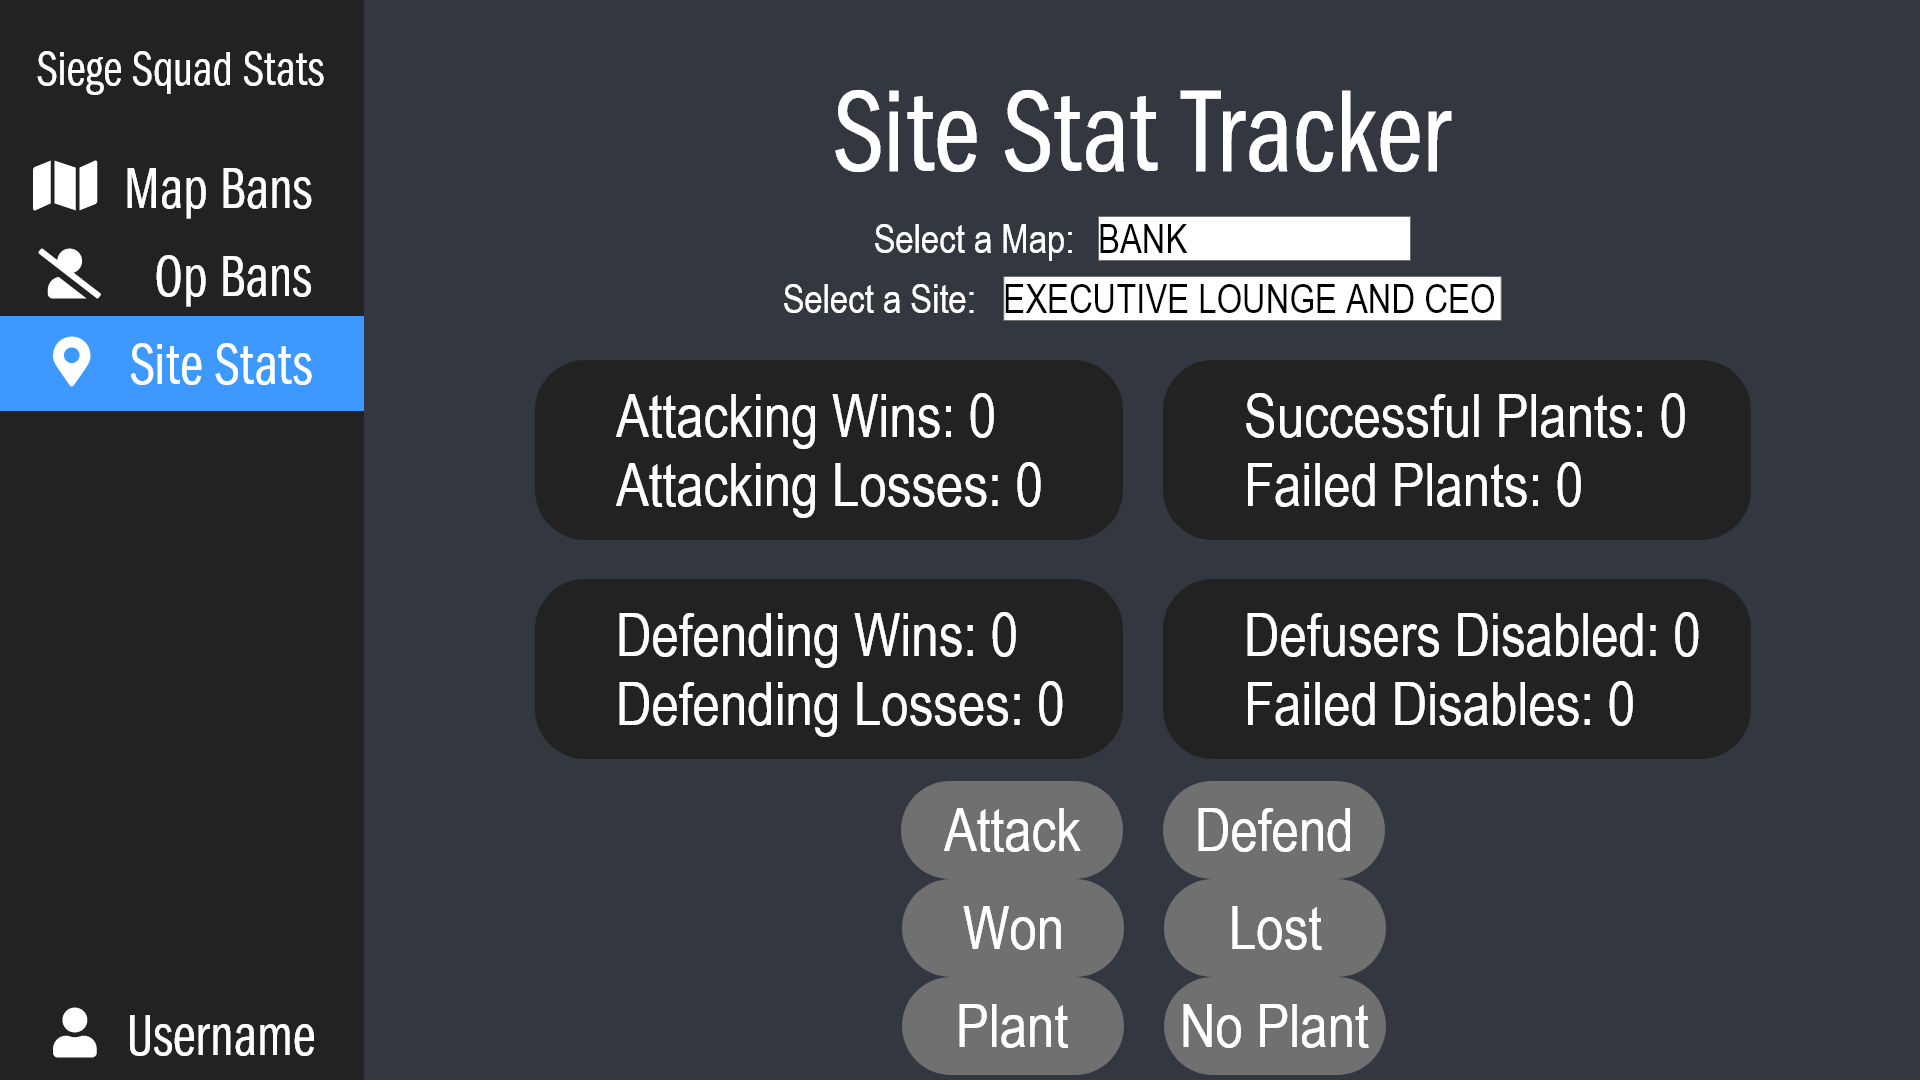 Siege Squad Stats
Map Bans
Op Bans
Site Stats
Username
Site Stat Tracker
Select a Map: BANK
Select a Site: EXECUTIVE LOUNGE AND CEO
Attacking Wins: 0
Attacking Losses: 0
Successful Plants: 0
Failed Plants: 0
Defending Wins: 0
Defending Losses: 0
Defusers Disabled: 0
Failed Disables: 0
Attack
Defend
Won
Lost
Plant
No Plant